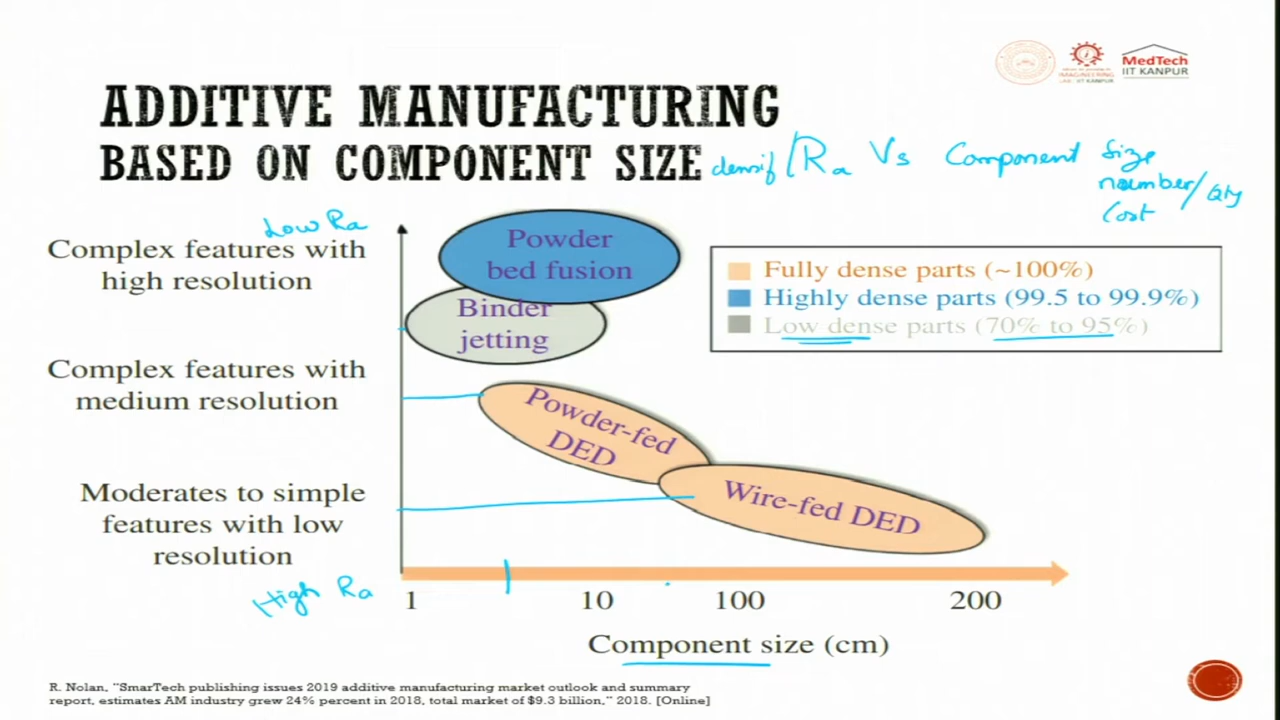 MedTech
IIT KANPUR
IMAGINEERING
LAB IIT KANPUR
ADDITIVE MANUFACTURING
BASED ON COMPONENT SIZE
Ra Vs Component Size
number/Qty
Cost
Low Ra
Complex features with
high resolution
Complex features with
medium resolution
Moderates to simple
features with low
resolution
High Ra
Powder
bed fusion
Binder
jetting
Powder-fed
DED
Wire-fed DED
Fully dense parts (~100%)
Highly dense parts (99.5 to 99.9%)
Low dense parts (70% to 95%)
1 10 100 200
Component size (cm)
R. Nolan, “SmarTech publishing issues 2019 additive manufacturing market outlook and summary
report, estimates AM industry grew 24% percent in 2018, total market of $9.3 billion,” 2018. [Online]